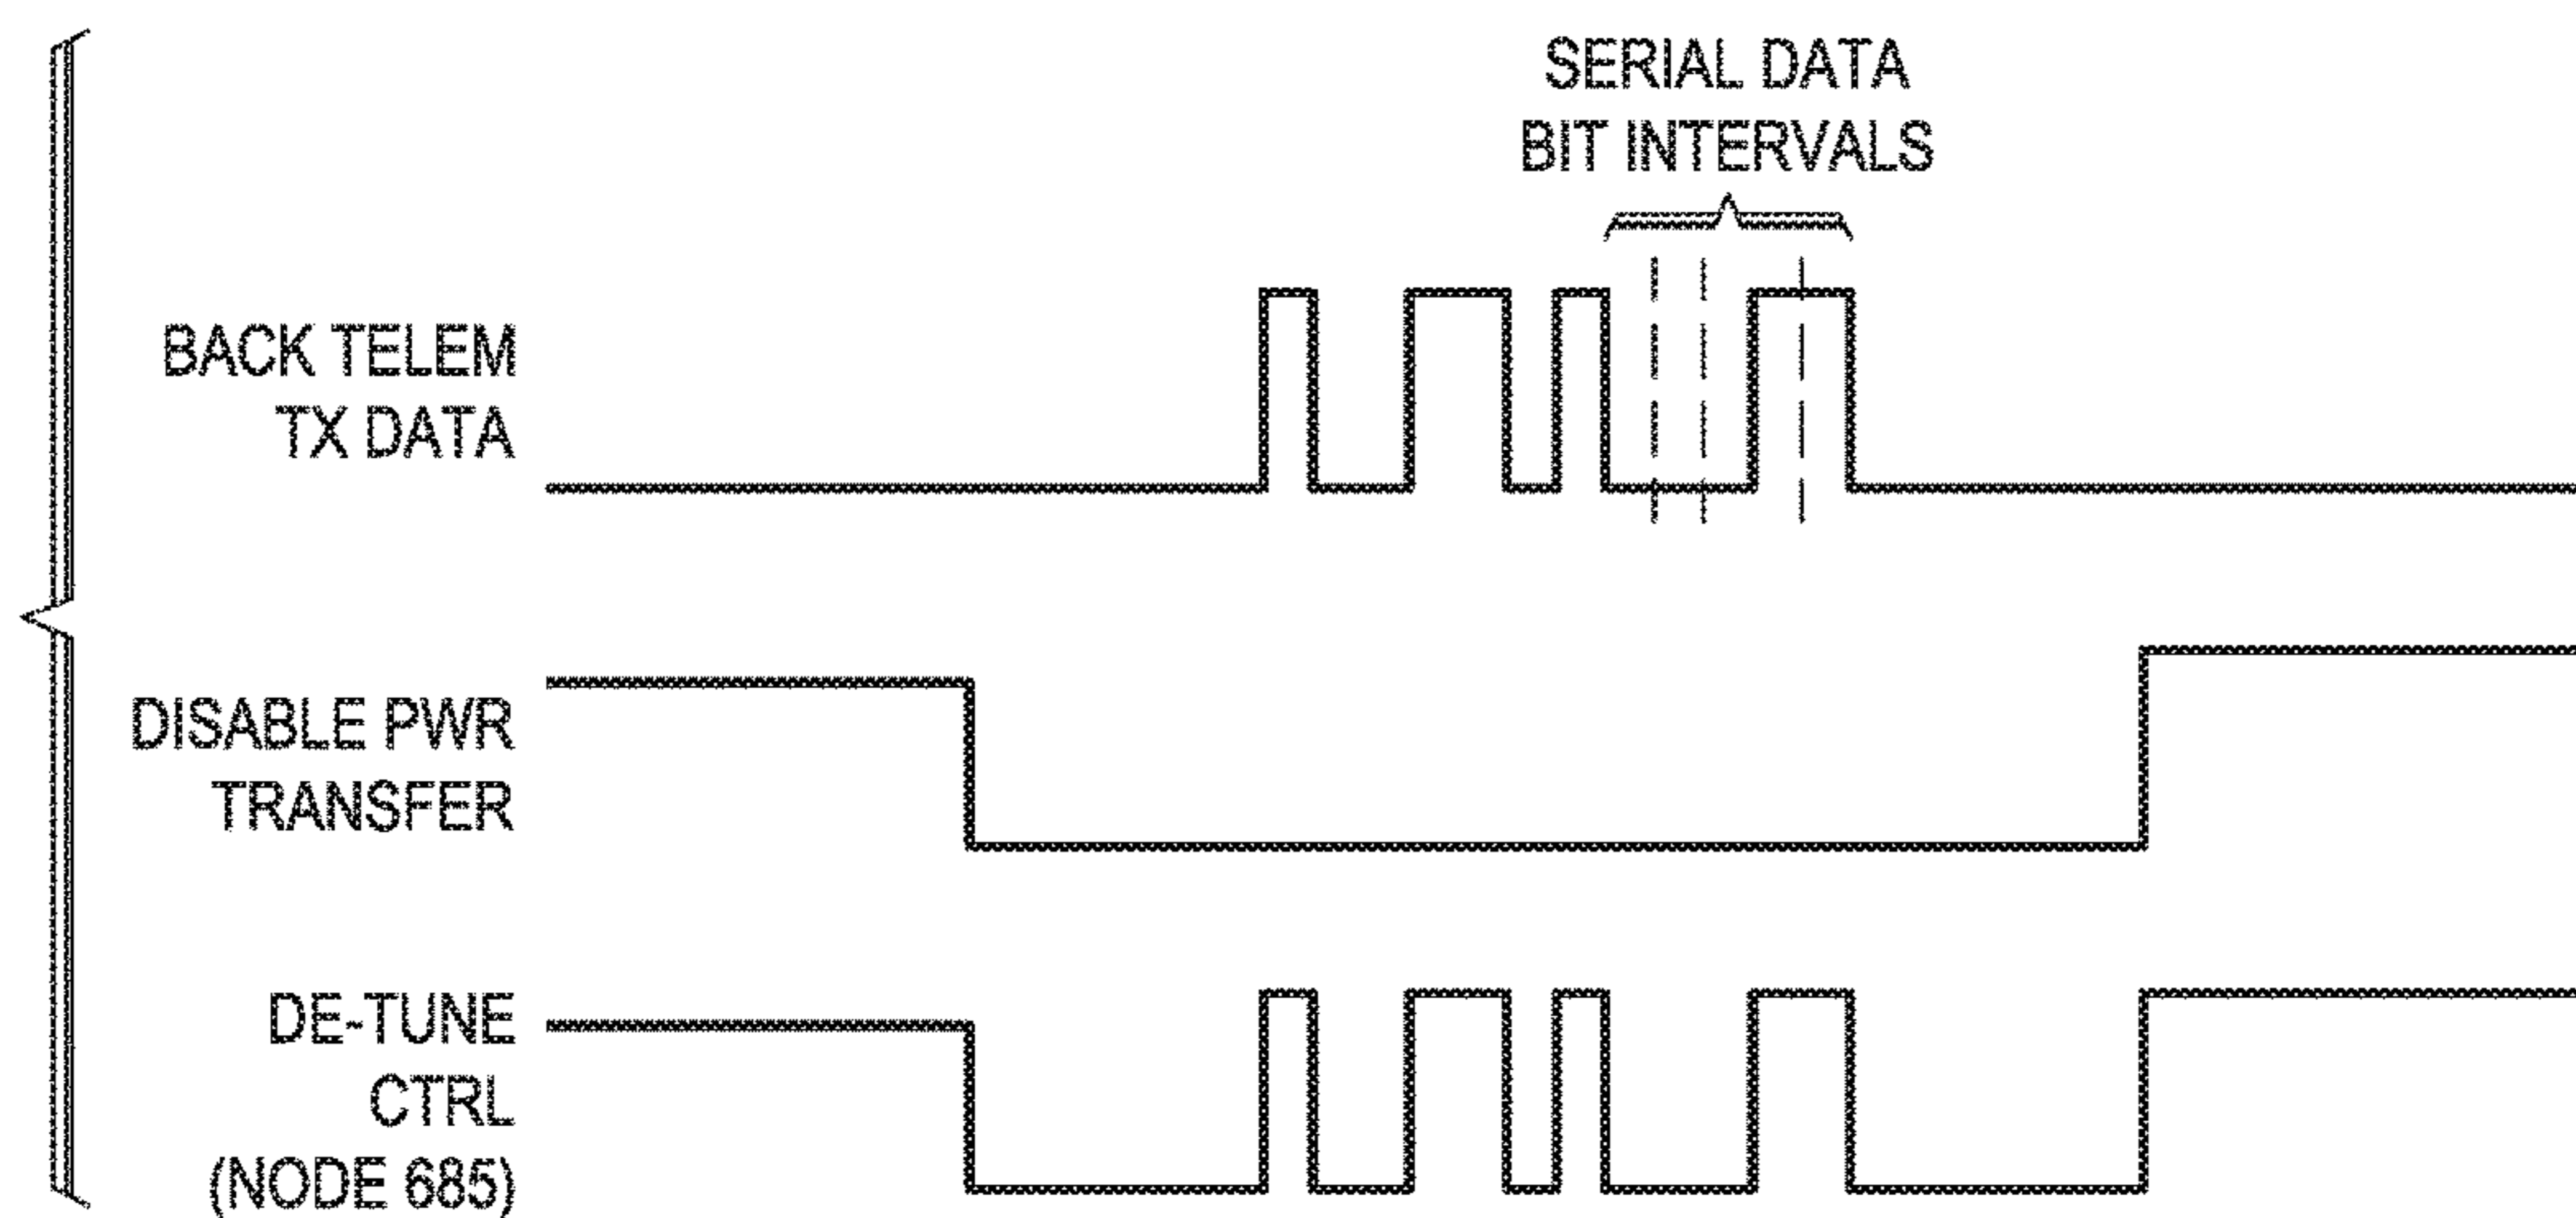 SERIAL DATA
BIT INTERVALS
BACK TELEM
TX DATA
DISABLE PWR
TRANSFER
DE-TUNE
CTRL
(NODE 685)